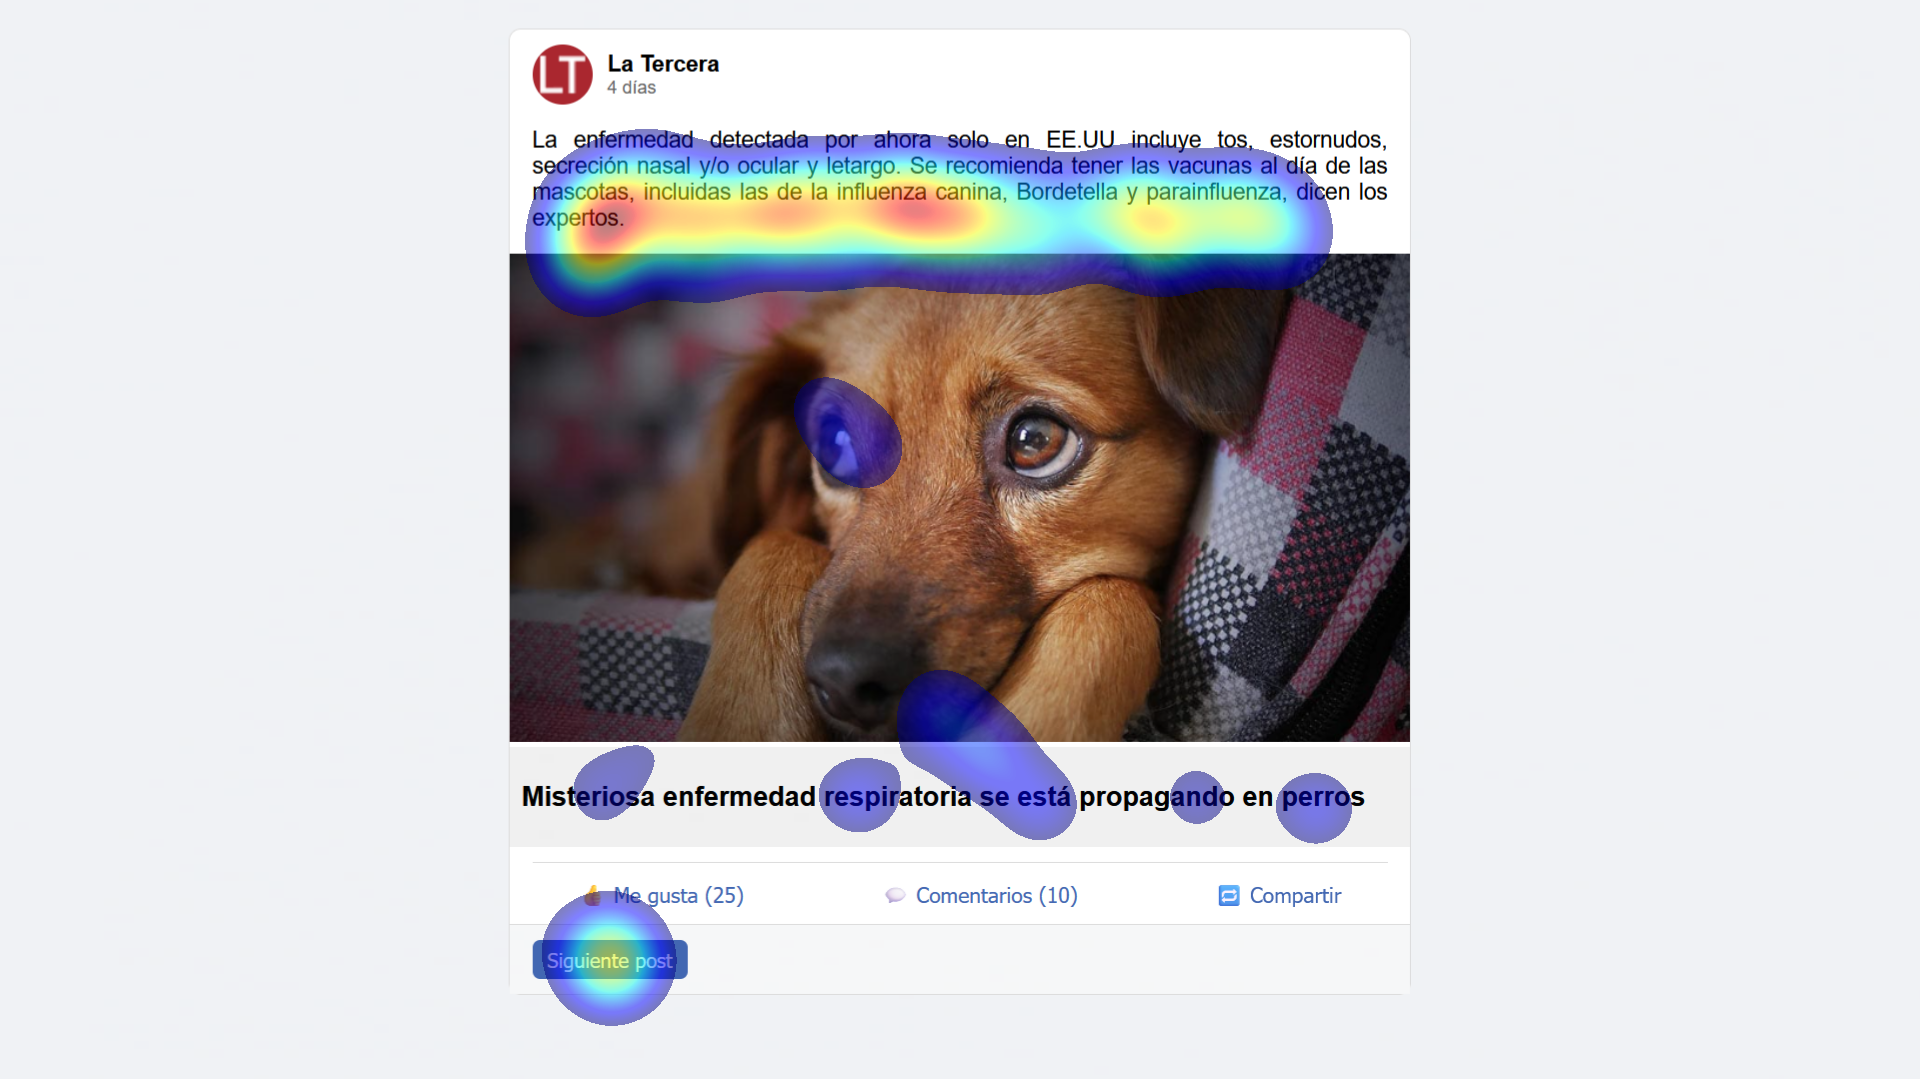 LT
La Tercera
4 días
La enfermedad detectada por ahora solo en EE.UU incluye tos, estornudos,
secreción nasal y/o ocular y letargo. Se recomienda tener las vacunas al día de las
mascotas, incluidas las de la influenza canina, Bordetella y parainfluenza, dicen los
expertos.
Misteriosa enfermedad respiratoria se está propagando en perros
Me gusta (25) Comentarios (10) Compartir
Siguiente post